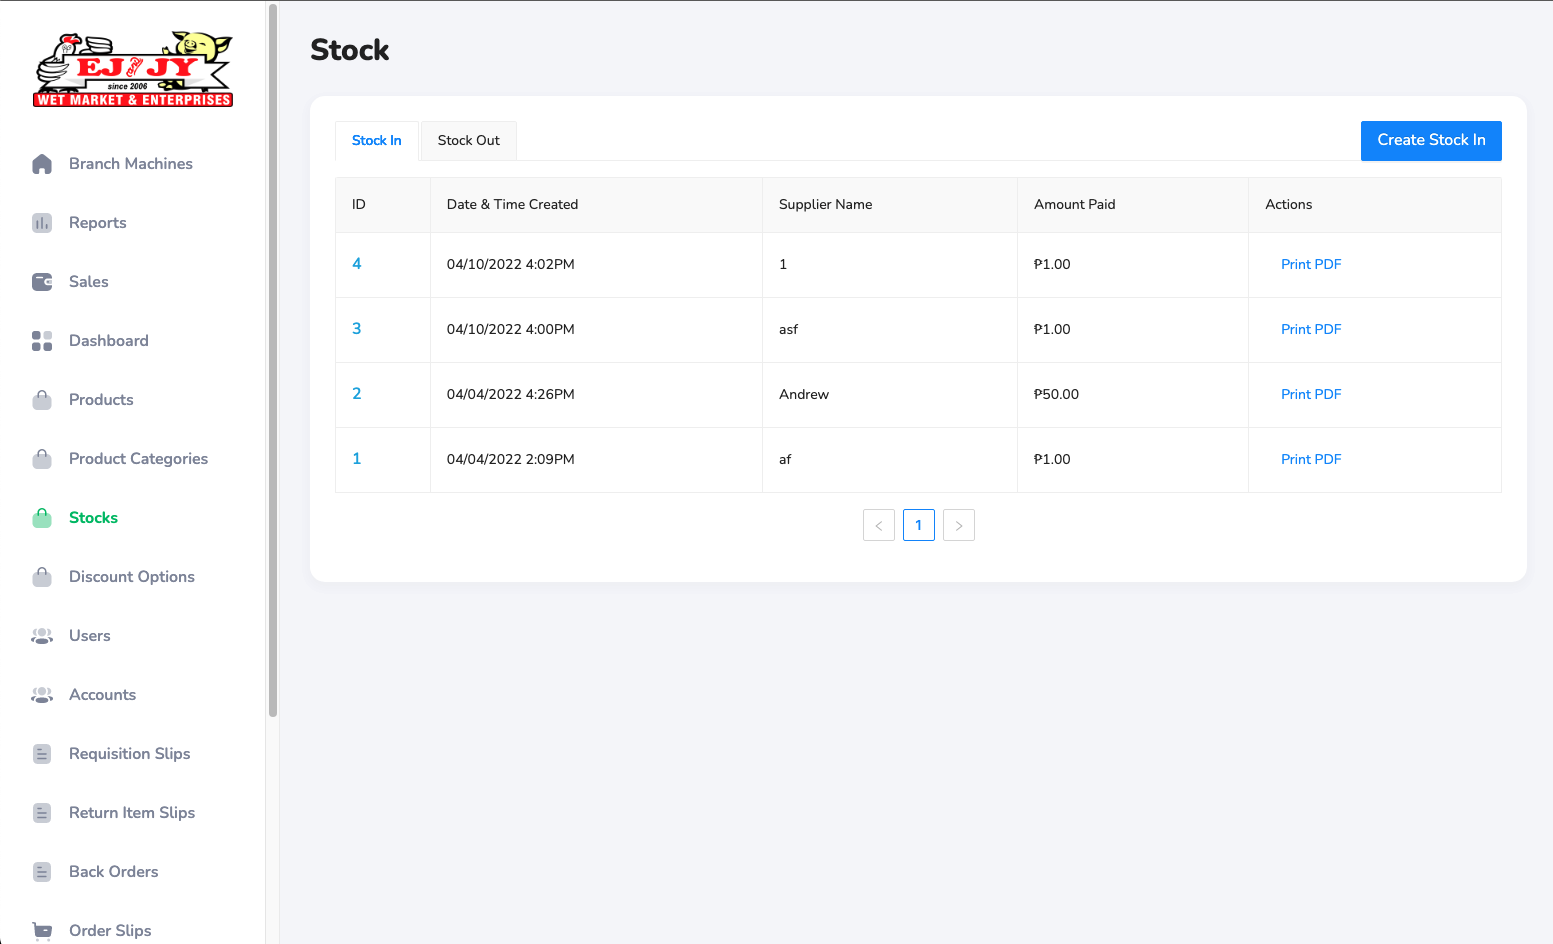 EJ and JY
since 2006
WET MARKET & ENTERPRISES
Branch Machines
Reports
Sales
Dashboard
Products
Product Categories
Stocks
Discount Options
Users
Accounts
Requisition Slips
Return Item Slips
Back Orders
Order Slips
Stock
Stock In Stock Out Create Stock In
ID Date & Time Created Supplier Name Amount Paid Actions
4 04/10/2022 4:02PM 1 ₱1.00 Print PDF
3 04/10/2022 4:00PM asf ₱1.00 Print PDF
2 04/04/2022 4:26PM Andrew ₱50.00 Print PDF
1 04/04/2022 2:09PM af ₱1.00 Print PDF
< 1 >